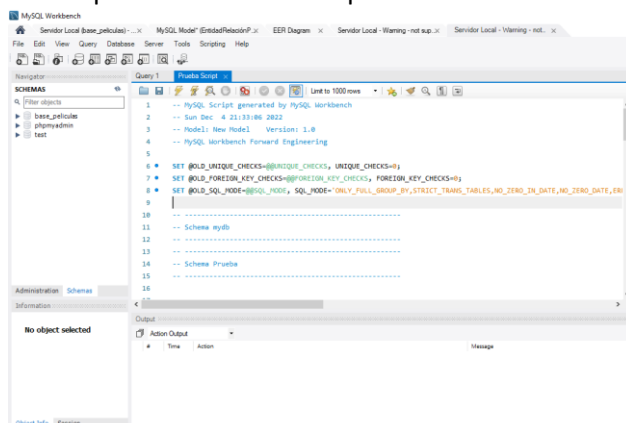 MySQL Workbench
Servidor Local (base_peliculas) - ... × MySQL Model* (EntidadRelaciónP... × EER Diagram × Servidor Local - Warning - not sup... × Servidor Local - Warning - not... ×
File Edit View Query Database Server Tools Scripting Help
Navigator
Query 1 Prueba Script ×
SCHEMAS
Limit to 1000 rows
Filter objects
base_peliculas
phpmyadmin
test
1 -- MySQL Script generated by MySQL Workbench
2 -- Sun Dec 4 21:33:06 2022
3 -- Model: New Model Version: 1.0
4 -- MySQL Workbench Forward Engineering
5
6 SET @OLD_UNIQUE_CHECKS=@@UNIQUE_CHECKS, UNIQUE_CHECKS=0;
7 SET @OLD_FOREIGN_KEY_CHECKS=@@FOREIGN_KEY_CHECKS, FOREIGN_KEY_CHECKS=0;
8 SET @OLD_SQL_MODE=@@SQL_MODE, SQL_MODE='ONLY_FULL_GROUP_BY,STRICT_TRANS_TABLES,NO_ZERO_IN_DATE,NO_ZERO_DATE,ER
9
10 -- -----------------------------------------------------
11 -- Schema mydb
12 -- -----------------------------------------------------
13 -- -----------------------------------------------------
14 -- Schema Prueba
15 -- -----------------------------------------------------
16
Administration Schemas
Information
No object selected
Output
Action Output
# Time Action Message